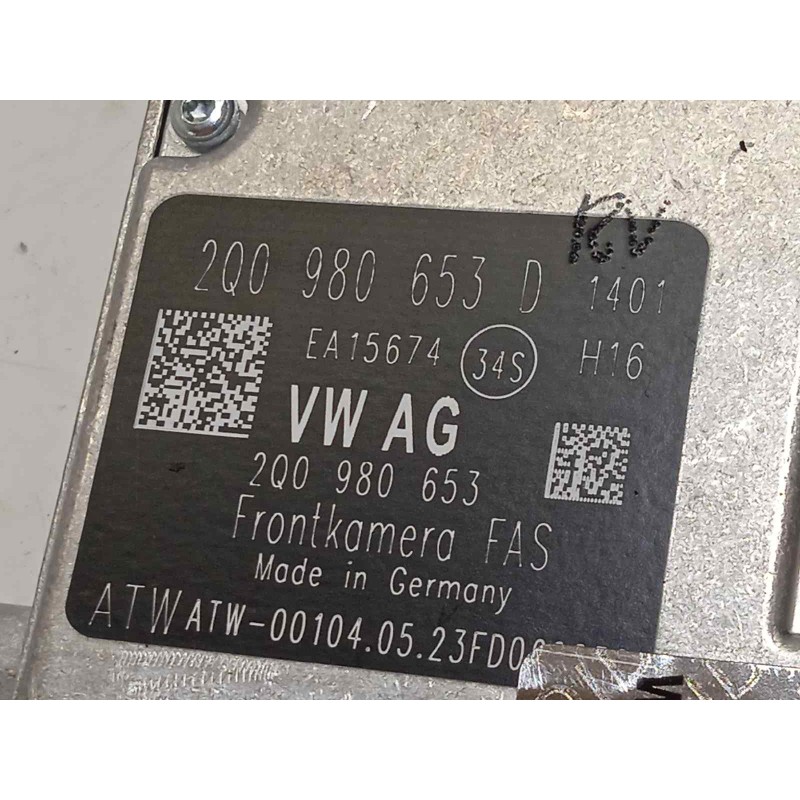 2Q0 980 653 D 1401
EA15674 34S H16
VW AG
2Q0 980 653
Frontkamera FAS
Made in Germany
ATW ATW-00104.05.23FD0